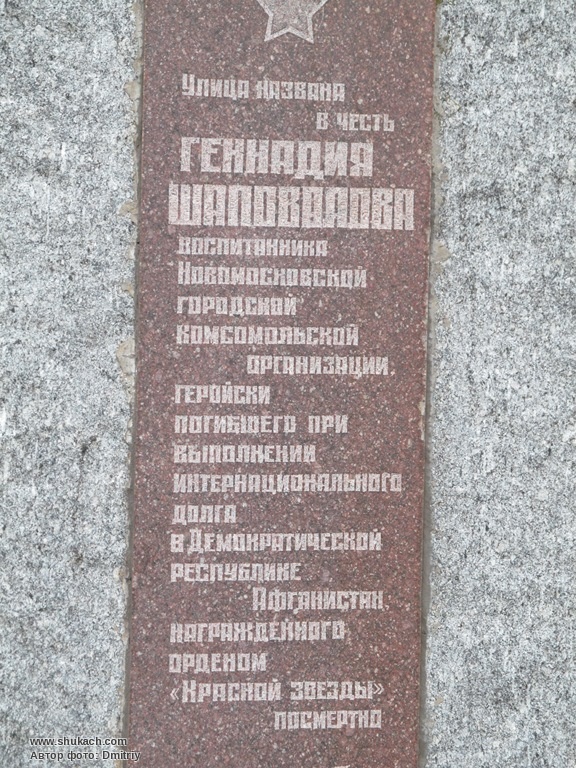 Улица названа
в честь
ГЕННАДИЯ
ШАПОВАЛОВА
воспитанника
Новомосковской
городской
комсомольской
организации,
геройски
погибшего при
выполнении
интернационального
долга
в Демократической
республике
Афганистан,
награжденного
орденом
«Красной звезды»
посмертно
www.shukach.com
Автор фото: Dmitriy